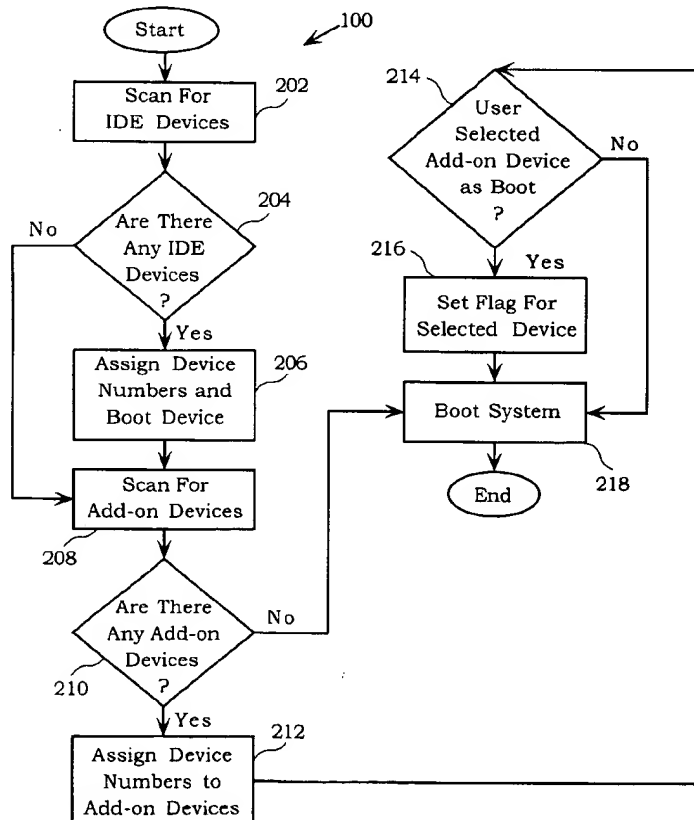 Start
100
Scan For
IDE Devices
202
204
Are There
Any IDE
Devices
?
No
Yes
Assign Device
Numbers and
Boot Device
206
Scan For
Add-on Devices
208
Are There
Any Add-on
Devices
?
210
No
Yes
Assign Device
Numbers to
Add-on Devices
212
214
User
Selected
Add-on Device
as Boot
?
No
Yes
216
Set Flag For
Selected Device
Boot System
218
End